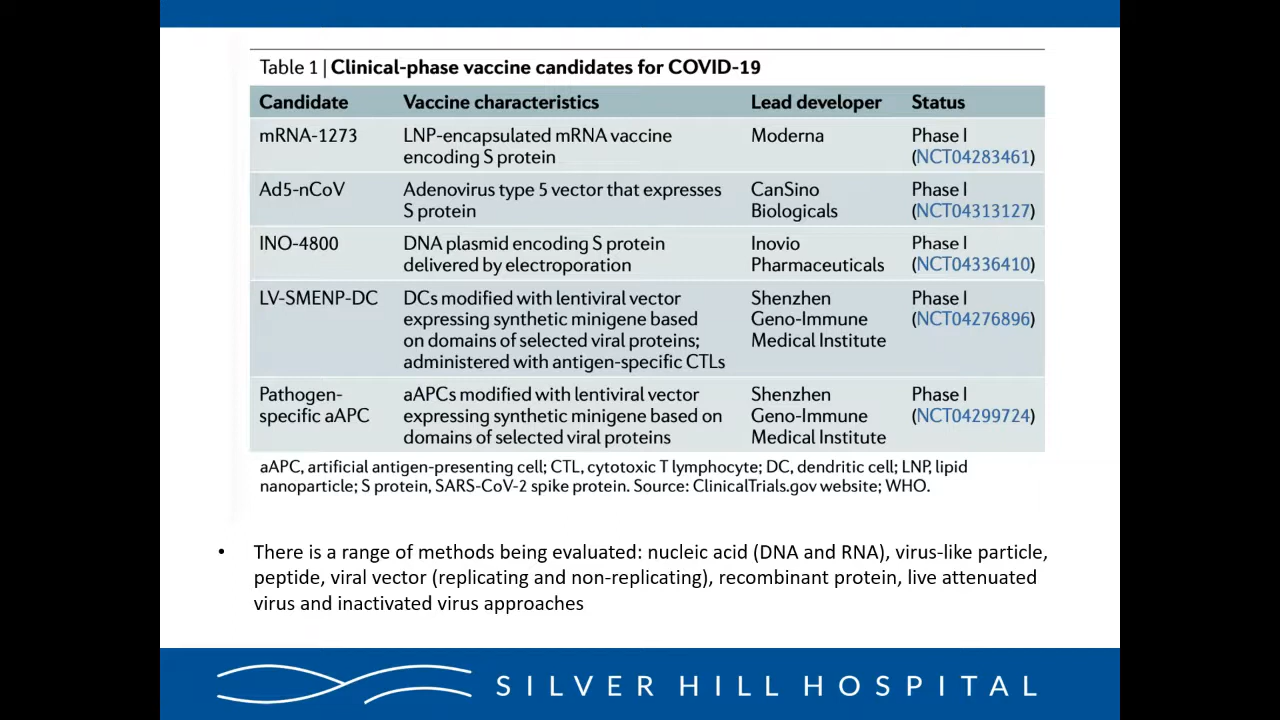 Table 1 | Clinical-phase vaccine candidates for COVID-19
Candidate Vaccine characteristics Lead developer Status
mRNA-1273 LNP-encapsulated mRNA vaccine Moderna Phase I
encoding S protein (NCT04283461)
Ad5-nCoV Adenovirus type 5 vector that expresses CanSino Phase I
S protein Biologicals (NCT04313127)
INO-4800 DNA plasmid encoding S protein Inovio Phase I
delivered by electroporation Pharmaceuticals (NCT04336410)
LV-SMENP-DC DCs modified with lentiviral vector Shenzhen Phase I
expressing synthetic minigene based Geno-Immune (NCT04276896)
on domains of selected viral proteins; Medical Institute
administered with antigen-specific CTLs
Pathogen- aAPCs modified with lentiviral vector Shenzhen Phase I
specific aAPC expressing synthetic minigene based on Geno-Immune (NCT04299724)
domains of selected viral proteins Medical Institute
aAPC, artificial antigen-presenting cell; CTL, cytotoxic T lymphocyte; DC, dendritic cell; LNP, lipid
nanoparticle; S protein, SARS-CoV-2 spike protein. Source: ClinicalTrials.gov website; WHO.
• There is a range of methods being evaluated: nucleic acid (DNA and RNA), virus-like particle,
peptide, viral vector (replicating and non-replicating), recombinant protein, live attenuated
virus and inactivated virus approaches
SILVER HILL HOSPITAL